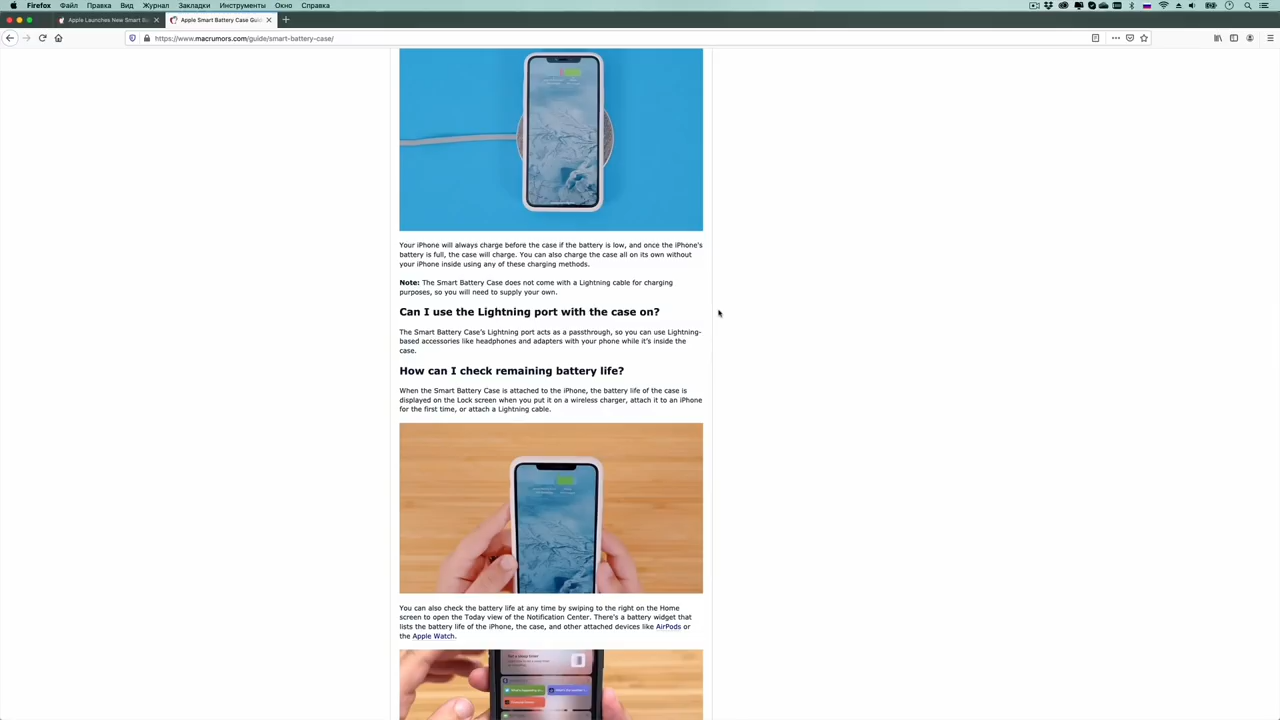 Firefox Файл Правка Вид Журнал Закладки Инструменты Окно Справка
Apple Launches New Smart Ba
Apple Smart Battery Case Guid
https://www.macrumors.com/guide/smart-battery-case/
Your iPhone will always charge before the case if the battery is low, and once the iPhone's
battery is full, the case will charge. You can also charge the case all on its own without
your iPhone inside using any of these charging methods.
Note: The Smart Battery Case does not come with a Lightning cable for charging
purposes, so you will need to supply your own.
Can I use the Lightning port with the case on?
The Smart Battery Case's Lightning port acts as a passthrough, so you can use Lightning-
based accessories like headphones and adapters with your phone while it's inside the
case.
How can I check remaining battery life?
When the Smart Battery Case is attached to the iPhone, the battery life of the case is
displayed on the Lock screen when you put it on a wireless charger, attach it to an iPhone
for the first time, or attach a Lightning cable.
You can also check the battery life at any time by swiping to the right on the Home
screen to open the Today view of the Notification Center. There's a battery widget that
lists the battery life of the iPhone, the case, and other attached devices like AirPods or
the Apple Watch.